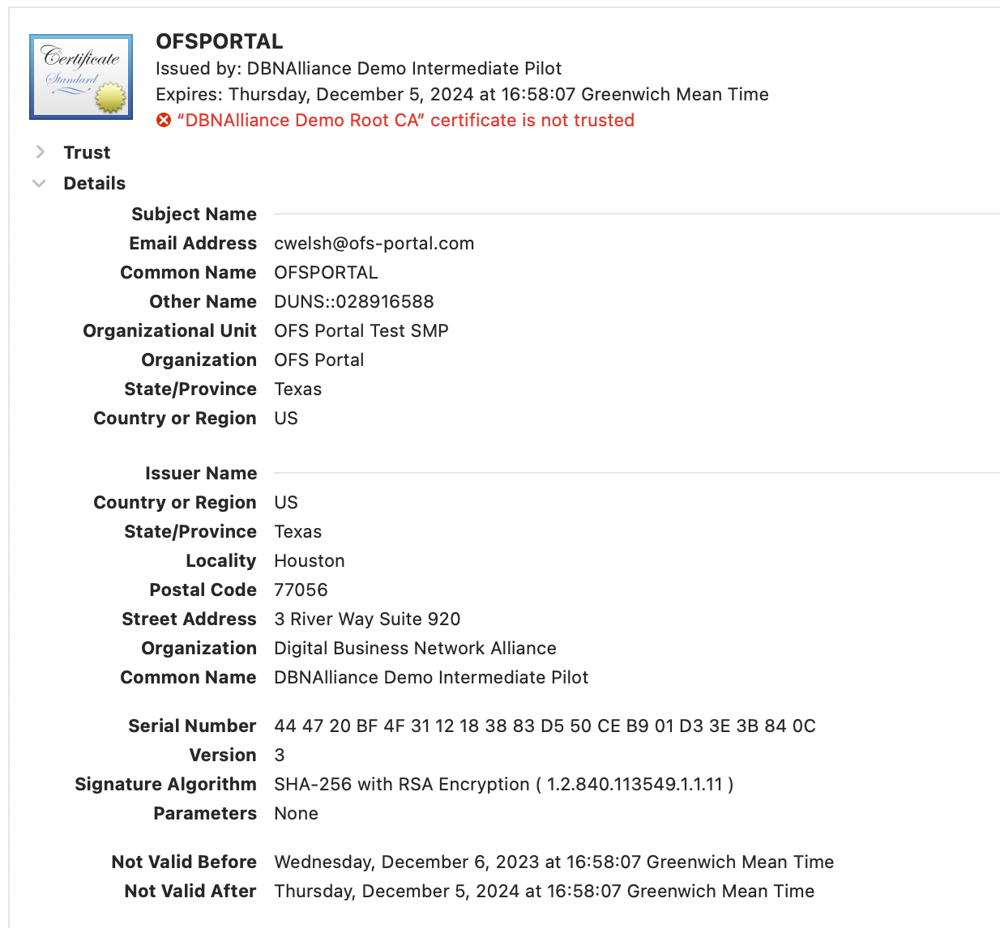 Certificate
Standard
OFSPORTAL
Issued by: DBNAlliance Demo Intermediate Pilot
Expires: Thursday, December 5, 2024 at 16:58:07 Greenwich Mean Time
“DBNAlliance Demo Root CA” certificate is not trusted
Trust
Details
Subject Name
Email Address cwelsh@ofs-portal.com
Common Name OFSPORTAL
Other Name DUNS::028916588
Organizational Unit OFS Portal Test SMP
Organization OFS Portal
State/Province Texas
Country or Region US
Issuer Name
Country or Region US
State/Province Texas
Locality Houston
Postal Code 77056
Street Address 3 River Way Suite 920
Organization Digital Business Network Alliance
Common Name DBNAlliance Demo Intermediate Pilot
Serial Number 44 47 20 BF 4F 31 12 18 38 83 D5 50 CE B9 01 D3 3E 3B 84 0C
Version 3
Signature Algorithm SHA-256 with RSA Encryption ( 1.2.840.113549.1.1.11 )
Parameters None
Not Valid Before Wednesday, December 6, 2023 at 16:58:07 Greenwich Mean Time
Not Valid After Thursday, December 5, 2024 at 16:58:07 Greenwich Mean Time